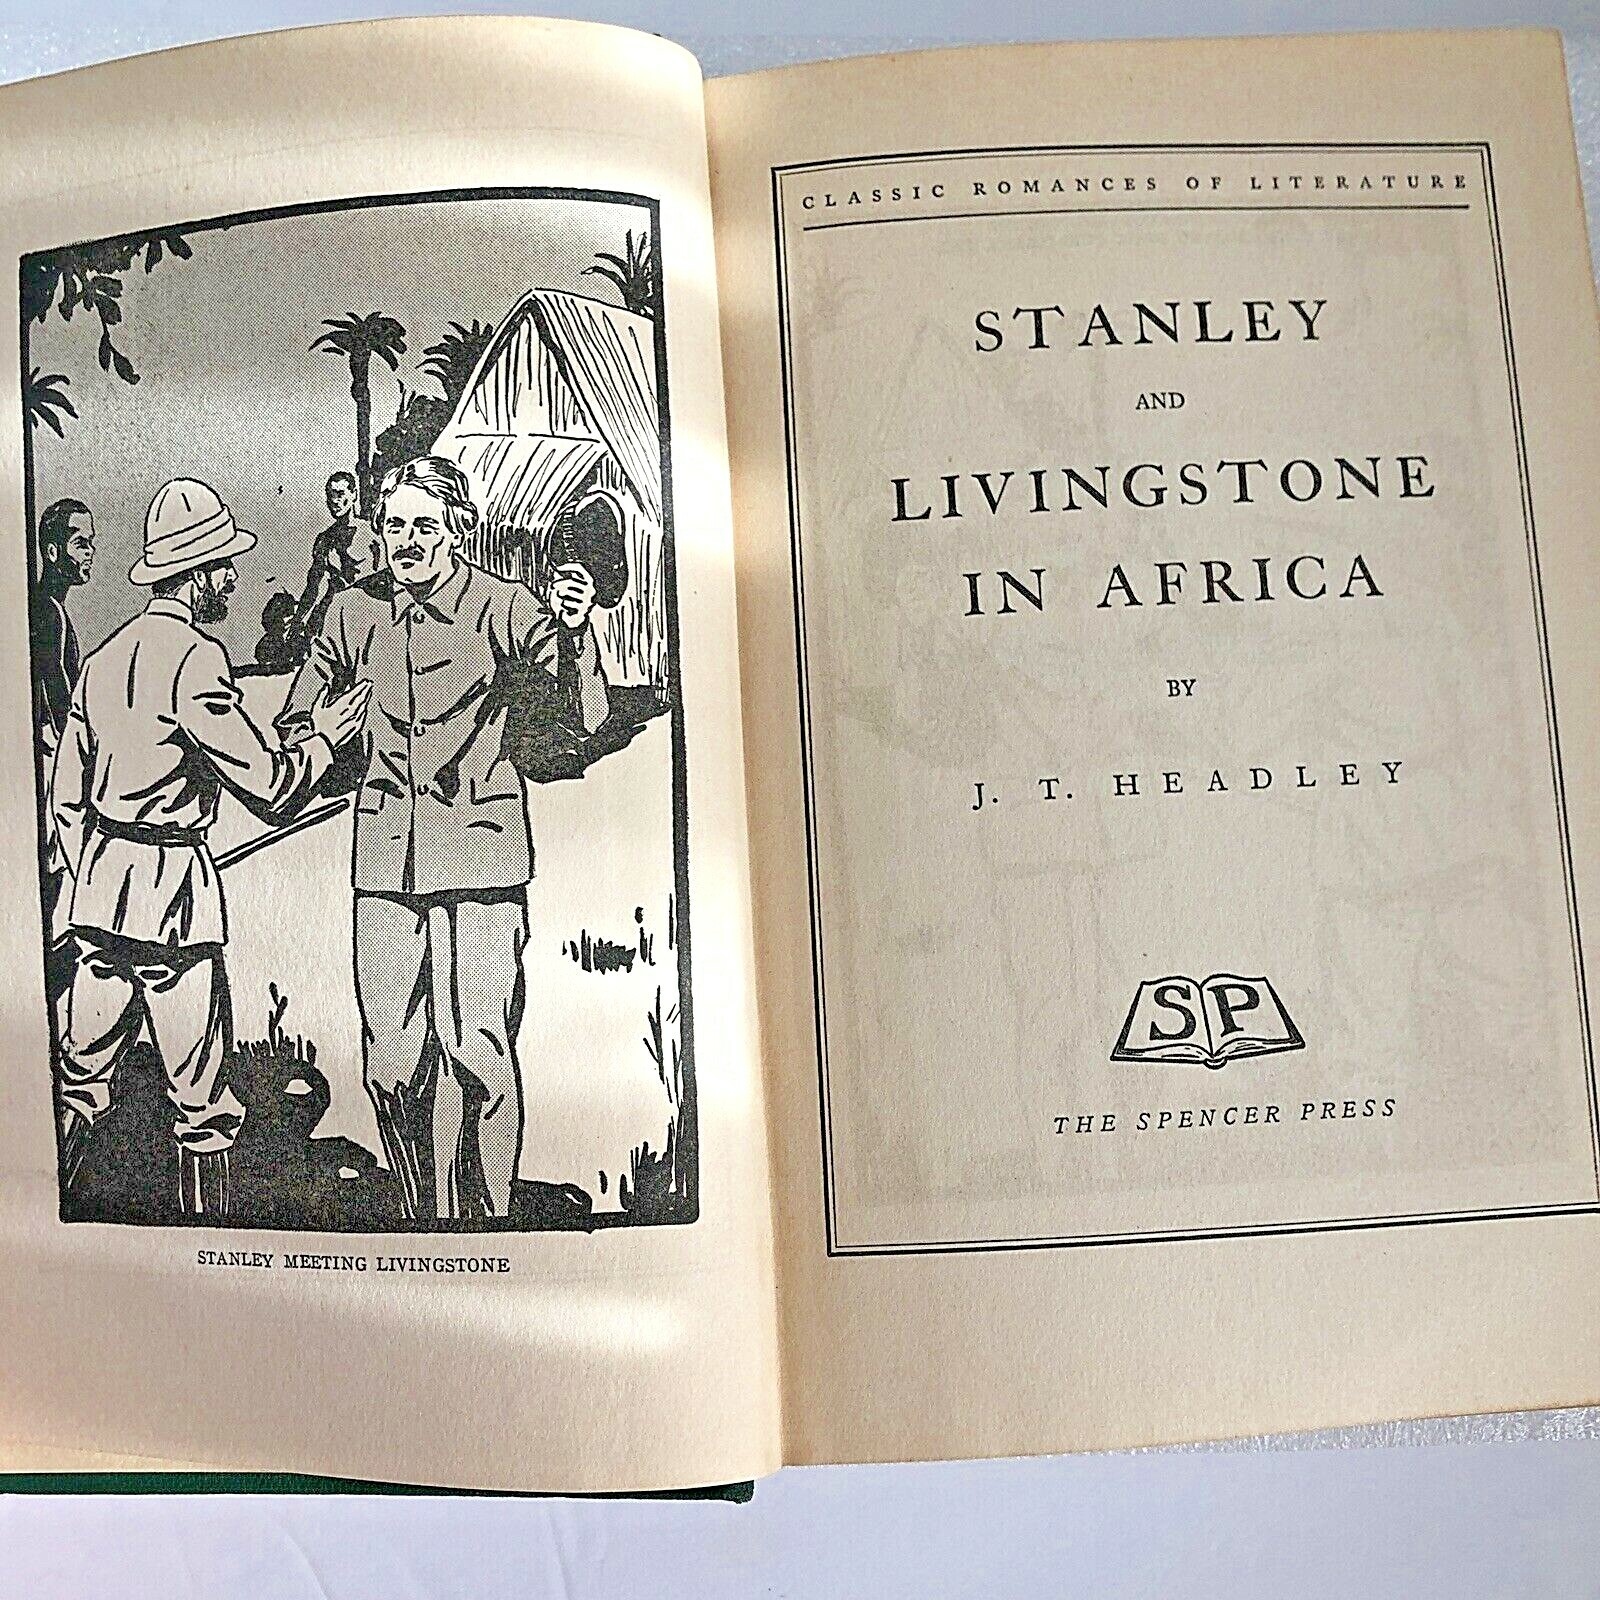 STANLEY MEETING LIVINGSTONE
CLASSIC ROMANCES OF LITERATURE
STANLEY
AND
LIVINGSTONE
IN AFRICA
BY
J. T. HEADLEY
SP
THE SPENCER PRESS